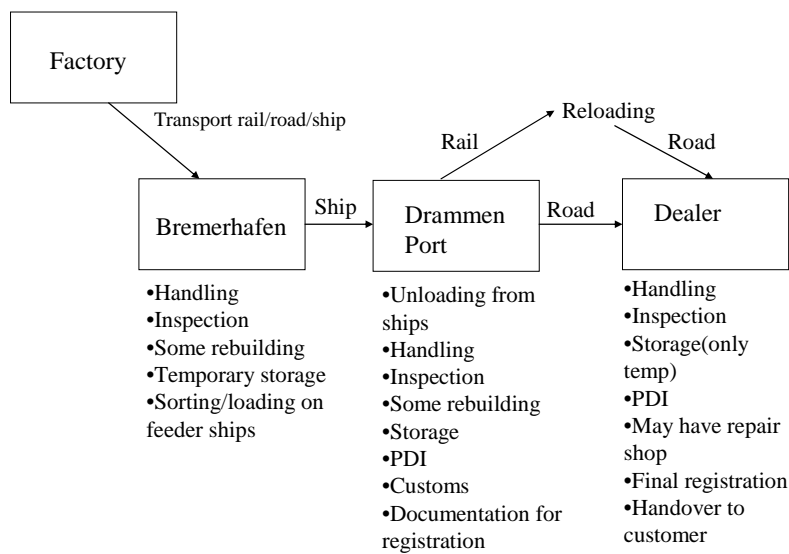 Factory
Transport rail/road/ship
Reloading
Rail
Road
Bremerhafen
Ship
Drammen
Port
Road
Dealer
•Handling
•Inspection
•Some rebuilding
•Temporary storage
•Sorting/loading on
feeder ships
•Unloading from
ships
•Handling
•Inspection
•Some rebuilding
•Storage
•PDI
•Customs
•Documentation for
registration
•Handling
•Inspection
•Storage(only
temp)
•PDI
•May have repair
shop
•Final registration
•Handover to
customer